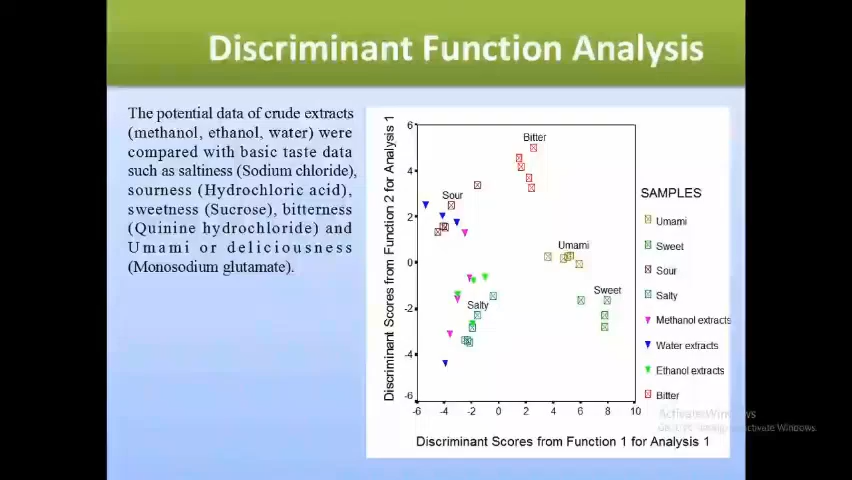 Discriminant Function Analysis
The potential data of crude extracts
(methanol, ethanol, water) were
compared with basic taste data
such as saltiness (Sodium chloride),
sourness (Hydrochloric acid),
sweetness (Sucrose), bitterness
(Quinine hydrochloride) and
Umami or deliciousness
(Monosodium glutamate).
Discriminant Scores from Function 2 for Analysis 1
6
4
2
0
-2
-4
-6
Bitter
Sour
Umami
Sweet
Salty
-6 -4 -2 0 2 4 6 8 10
Discriminant Scores from Function 1 for Analysis 1
SAMPLES
Umami
Sweet
Sour
Salty
Methanol extracts
Water extracts
Ethanol extracts
Bitter
Activate Windows
activate Windows.